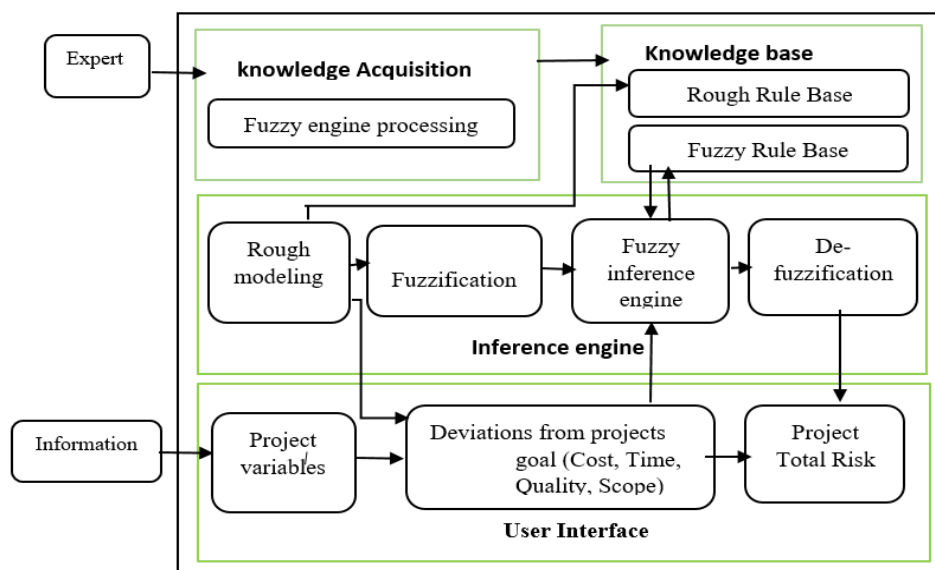 Expert
knowledge Acquisition
Fuzzy engine processing
Knowledge base
Rough Rule Base
Fuzzy Rule Base
Rough
modeling
Fuzzification
Fuzzy
inference
engine
De-
fuzzification
Inference engine
Information
Project
variables
Deviations from projects
goal (Cost, Time,
Quality, Scope)
Project
Total Risk
User Interface